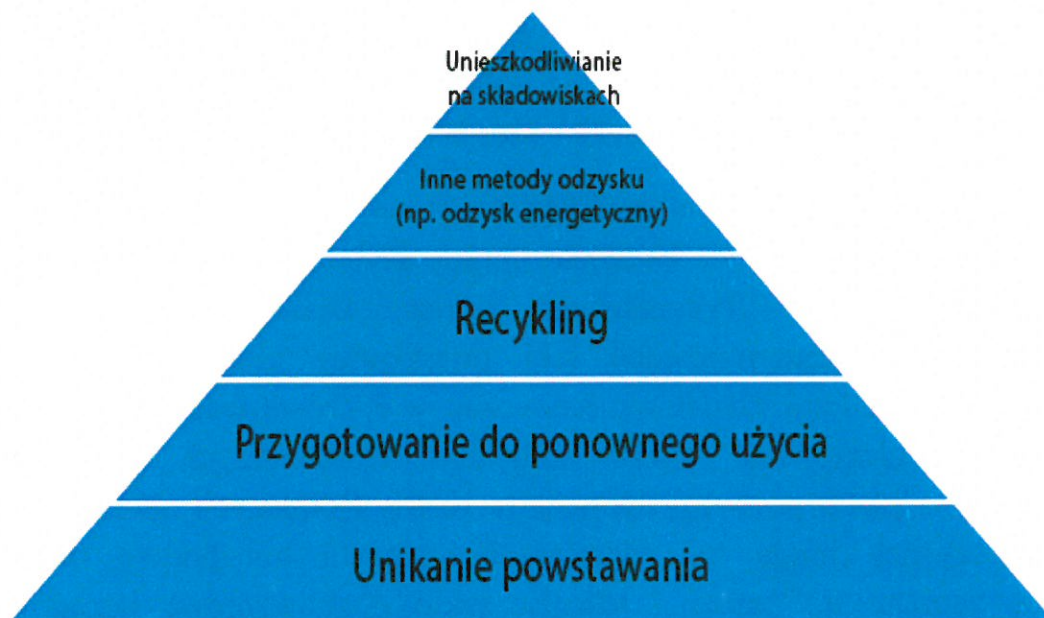 Unieszkodliwianie
na składowiskach
Inne metody odzysku
(np. odzysk energetyczny)
Recykling
Przygotowanie do ponownego użycia
Unikanie powstawania